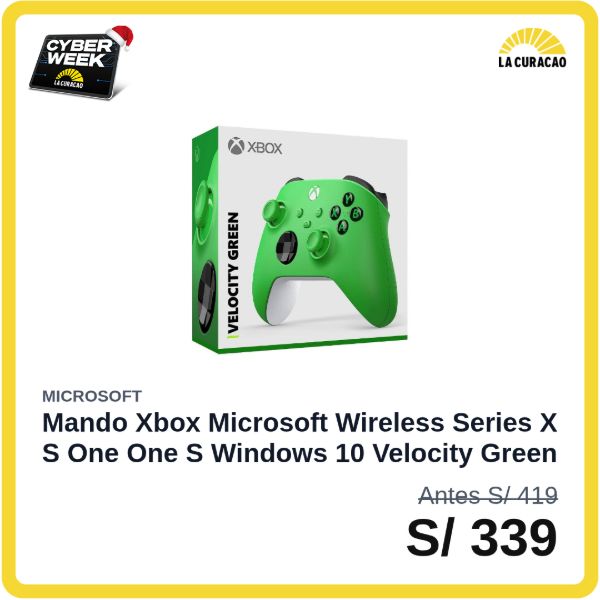 CYBER
WEEK
LA CURACAO
LA CURACAO
XBOX
VELOCITY GREEN
Y
X
B
A
MICROSOFT
Mando Xbox Microsoft Wireless Series X
S One One S Windows 10 Velocity Green
Antes S/ 419
S/ 339